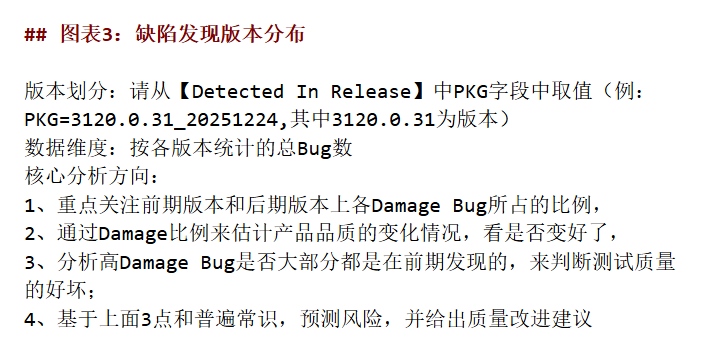 ## 图表3：缺陷发现版本分布
版本划分：请从【Detected In Release】中PKG字段中取值（例：
PKG=3120.0.31_20251224,其中3120.0.31为版本）
数据维度：按各版本统计的总Bug数
核心分析方向：
1、重点关注前期版本和后期版本上各Damage Bug所占的比例，
2、通过Damage比例来估计产品品质的变化情况，看是否变好了，
3、分析高Damage Bug是否大部分都是在前期发现的，来判断测试质量
的好坏；
4、基于上面3点和普遍常识，预测风险，并给出质量改进建议